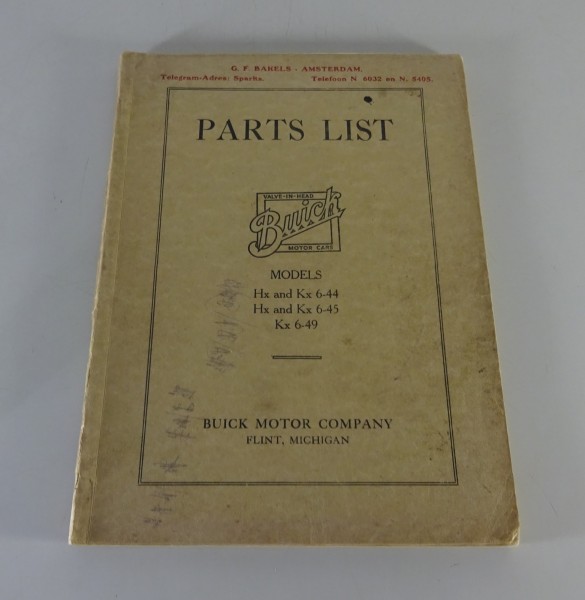 G. F. BAKELS - AMSTERDAM.
Telegram-Adres: Sparks. Telefoon N 6032 en N. 8408.
PARTS LIST
VALVE-IN-HEAD
Buick
MOTOR CARS
MODELS
Hx and Kx 6-44
Hx and Kx 6-45
Kx 6-49
BUICK MOTOR COMPANY
FLINT, MICHIGAN